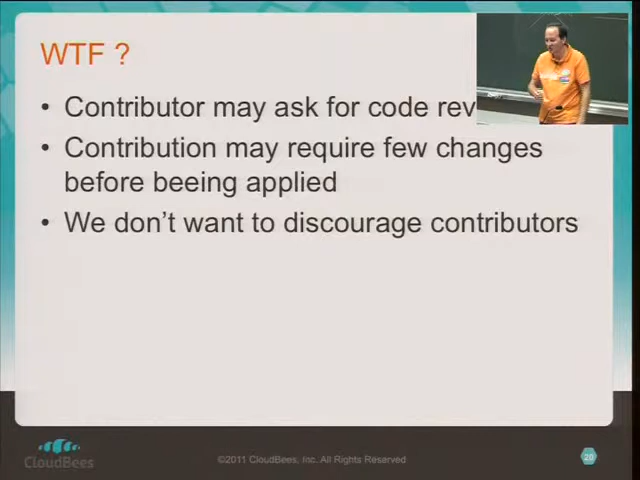 WTF ?
• Contributor may ask for code rev
• Contribution may require few changes
before beeing applied
• We don't want to discourage contributors
CloudBees
©2011 CloudBees, Inc. All Rights Reserved
20